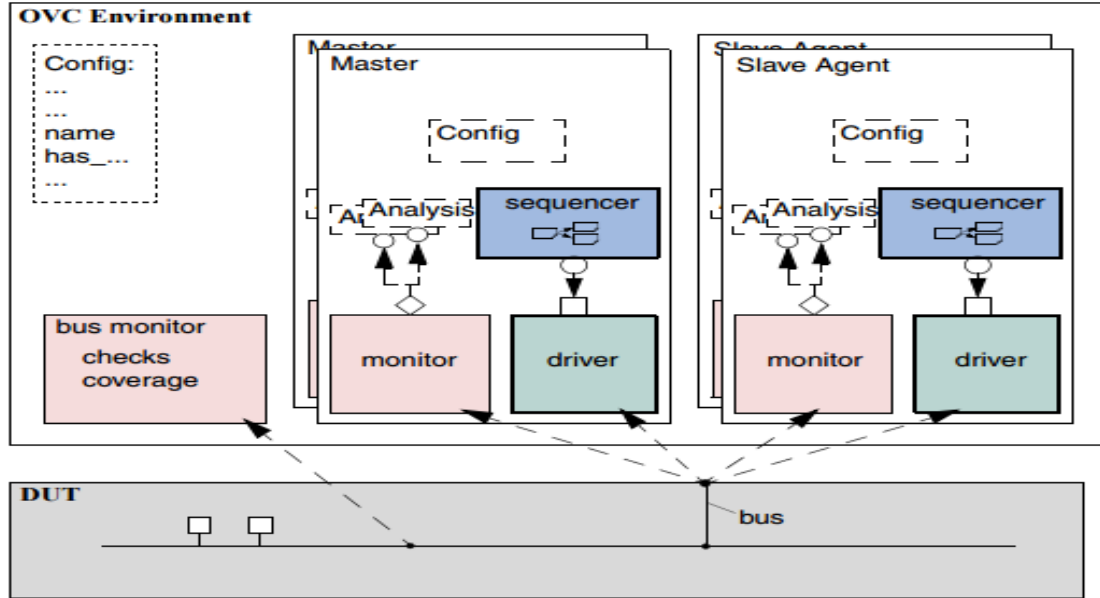 OVC Environment
Config:
...
...
name
has_...
...
Master
Master
Config
Analysis
sequencer
monitor
driver
Slave Agent
Slave Agent
Config
Analysis
sequencer
monitor
driver
bus monitor
checks
coverage
DUT
bus